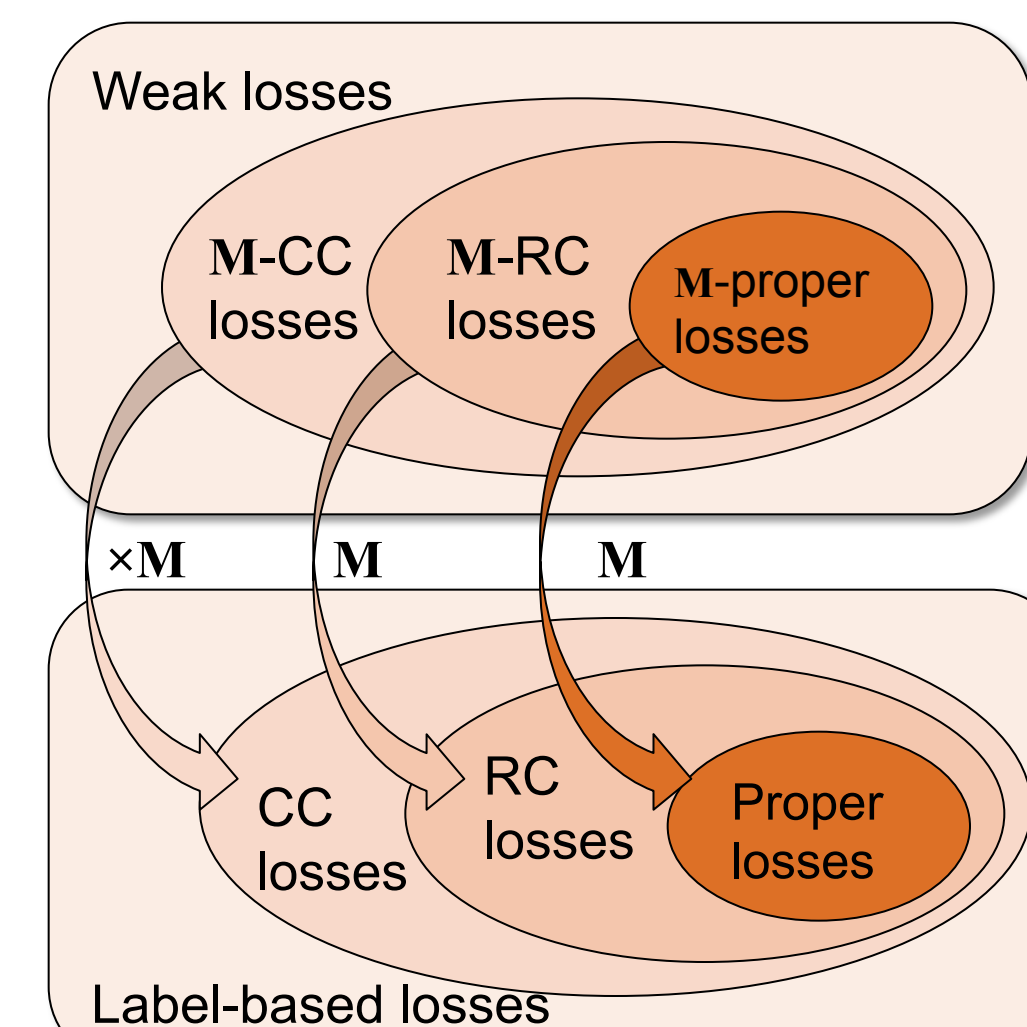 Weak losses
M-CC
losses
M-RC
losses
M-proper
losses
×M
M
M
CC
losses
RC
losses
Proper
losses
Label-based losses